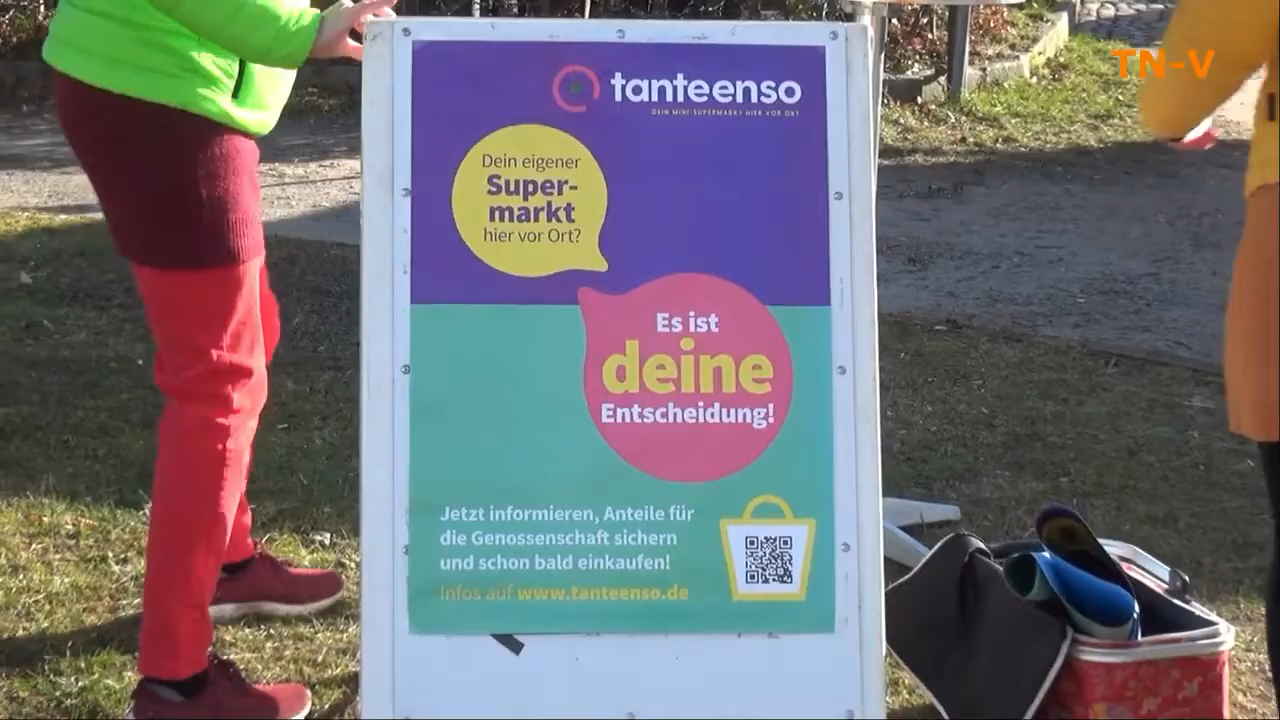 TN-V
tanteenso
DEIN MINI-SUPERMARKT HIER VOR ORT
Dein eigener
Super-
markt
hier vor Ort?
Es ist
deine
Entscheidung!
Jetzt informieren, Anteile für
die Genossenschaft sichern
und schon bald einkaufen!
Infos auf www.tanteenso.de